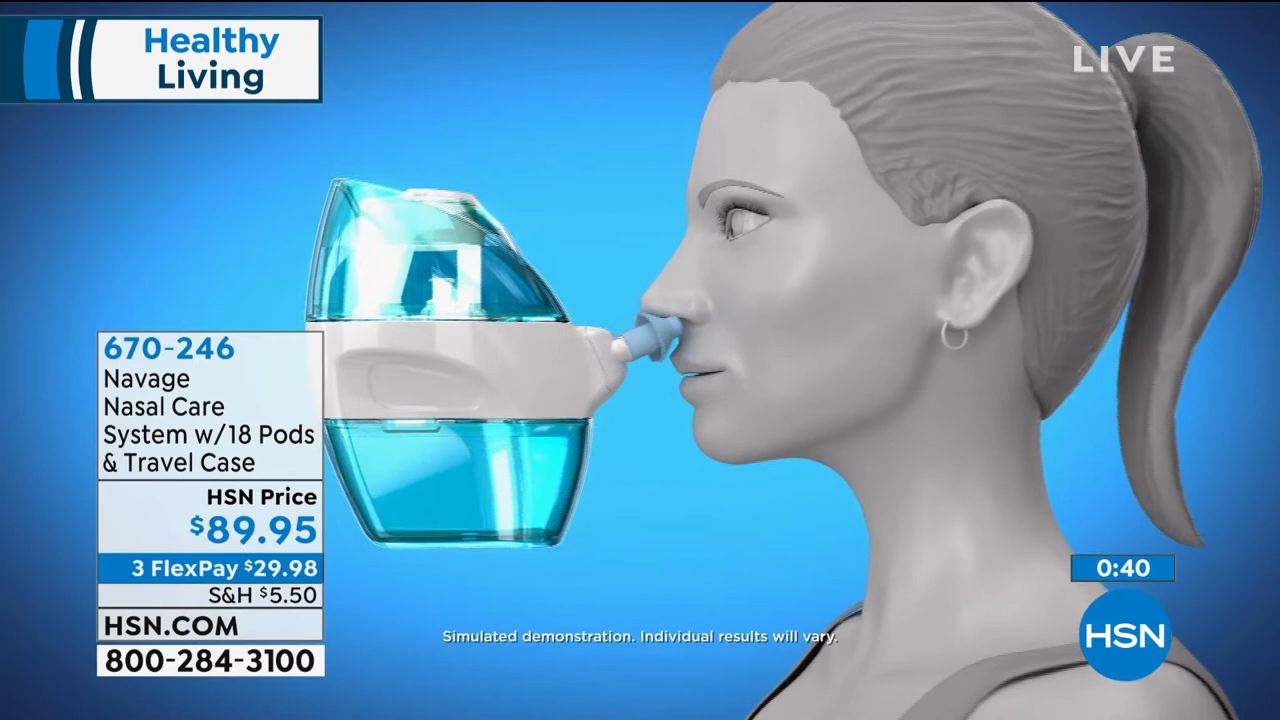 Healthy
Living
LIVE
670-246
Navage
Nasal Care
System w/18 Pods
& Travel Case
HSN Price
$89.95
3 FlexPay $29.98
S&H $5.50
HSN.COM
800-284-3100
Simulated demonstration. Individual results will vary.
0:40
HSN